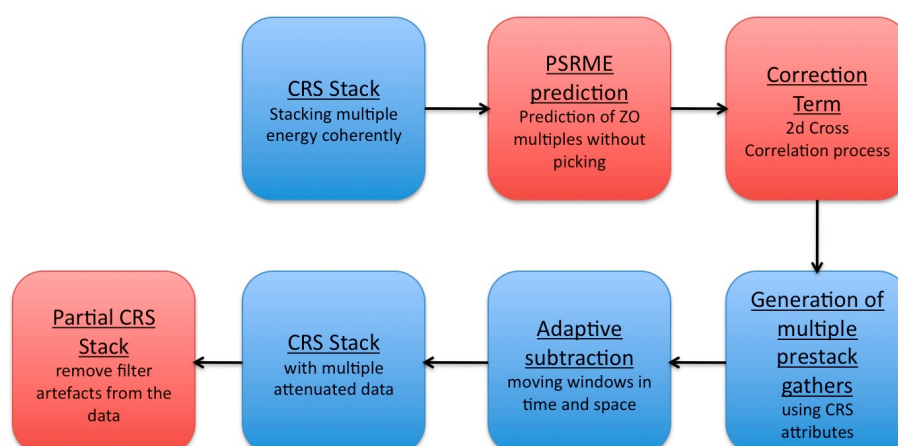 CRS Stack
Stacking multiple
energy coherently
PSRME
prediction
Prediction of ZO
multiples without
picking
Correction
Term
2d Cross
Correlation process
Partial CRS
Stack
remove filter
artefacts from the
data
CRS Stack
with multiple
attenuated data
Adaptive
subtraction
moving windows in
time and space
Generation of
multiple
prestack
gathers
using CRS
attributes